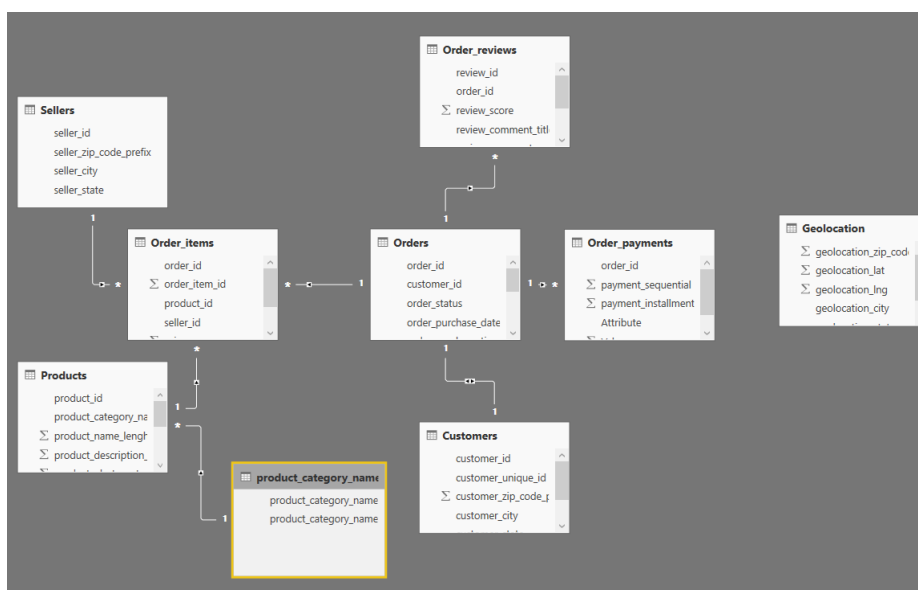 Order_reviews
review_id
order_id
Σ review_score
review_comment_titl
*
Sellers
seller_id
seller_zip_code_prefix
seller_city
seller_state
1
1
Order_items
order_id
Σ order_item_id
product_id
seller_id
*
*
1
Orders
order_id
customer_id
order_status
order_purchase_date
1
*
Order_payments
order_id
Σ payment_sequential
Σ payment_installment
Attribute
Geolocation
Σ geolocation_zip_cod
Σ geolocation_lat
Σ geolocation_lng
geolocation_city
*
1
Products
product_id
product_category_na
Σ product_name_lengh
Σ product_description_
1
*
1
product_category_name
product_category_name
product_category_name
1
Customers
customer_id
customer_unique_id
Σ customer_zip_code_p
customer_city